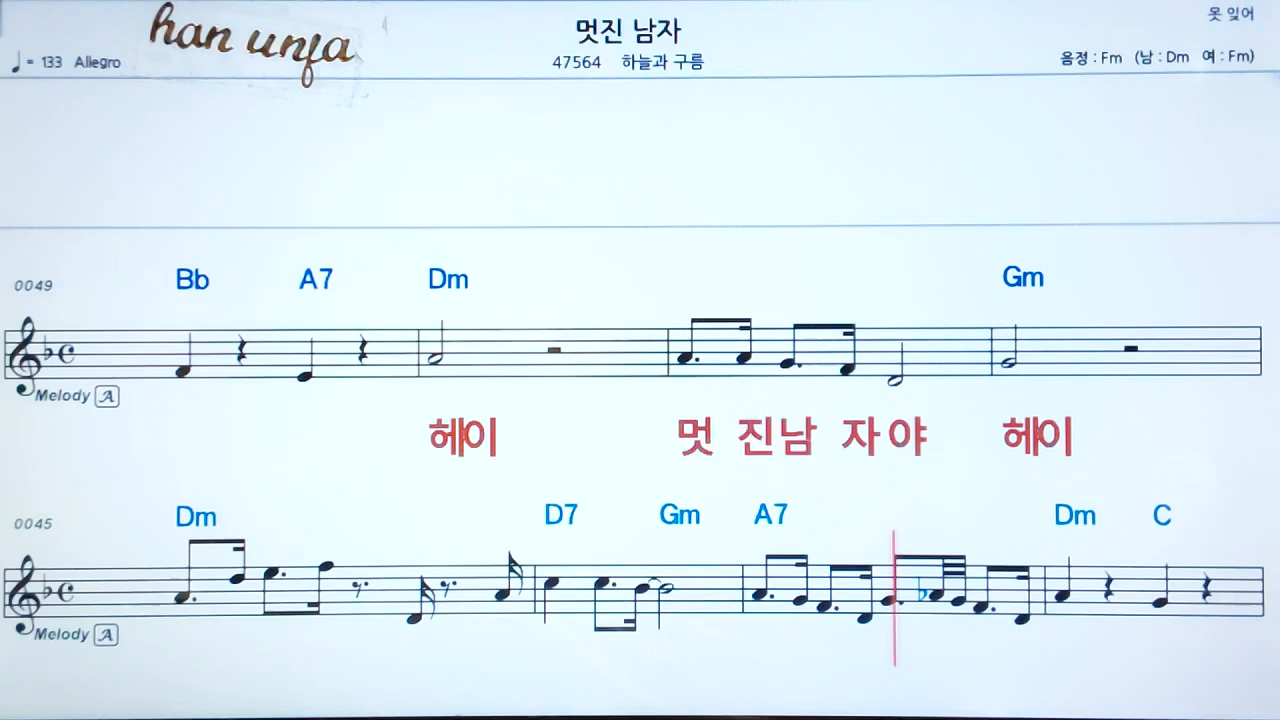 han unfa
멋진 남자
못 잊어
♩ = 133 Allegro
47564 하늘과 구름
음정 : Fm (남 : Dm 여 : Fm)
0049 Bb A7 Dm Gm
Melody A
헤이 멋 진남 자야 헤이
0045 Dm D7 Gm A7 Dm C
Melody A